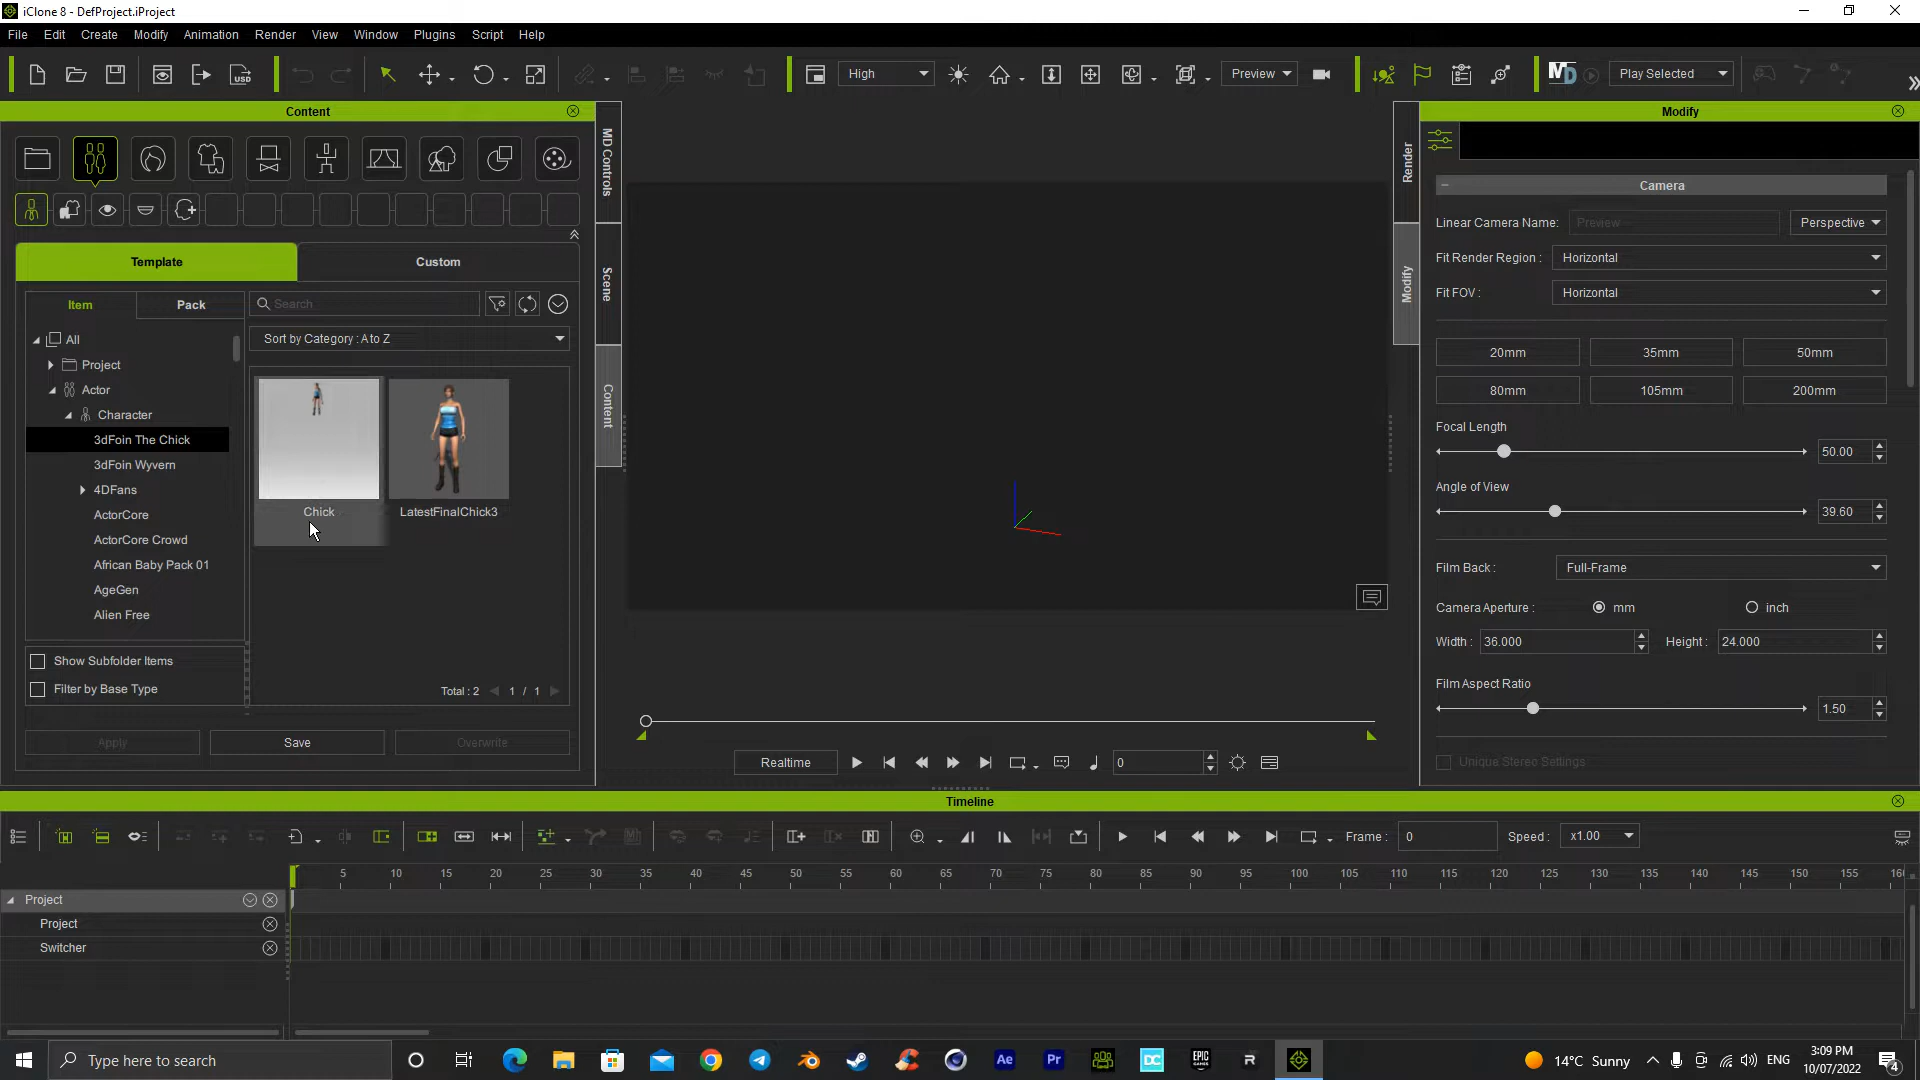 iClone 8 - DefProject.iProject
File Edit Create Modify Animation Render View Window Plugins Script Help
USD High Preview MD Play Selected
Content
Modify
MD Controls
Scene
Content
Render
Modify
Template Custom
Item Pack Search
Sort by Category : A to Z
All
Project
Actor
Character
3dFoin The Chick
3dFoin Wyvern
4DFans
ActorCore
ActorCore Crowd
African Baby Pack 01
AgeGen
Alien Free
Chick LatestFinalChick3
Show Subfolder Items
Filter by Base Type
Total : 2 1 / 1
Apply Save Overwrite
Camera
Linear Camera Name: Preview Perspective
Fit Render Region : Horizontal
Fit FOV : Horizontal
20mm 35mm 50mm
80mm 105mm 200mm
Focal Length
50.00
Angle of View
39.60
Film Back : Full-Frame
Camera Aperture : mm inch
Width : 36.000 Height : 24.000
Film Aspect Ratio
1.50
Unique Stereo Settings
Realtime 0
Timeline
Frame : 0 Speed : x1.00
5 10 15 20 25 30 35 40 45 50 55 60 65 70 75 80 85 90 95 100 105 110 115 120 125 130 135 140 145 150 155 16
Project
Project
Switcher
Type here to search Ae Pr DC EPIC GAMES R 14°C Sunny ENG 3:09 PM
10/07/2022 4